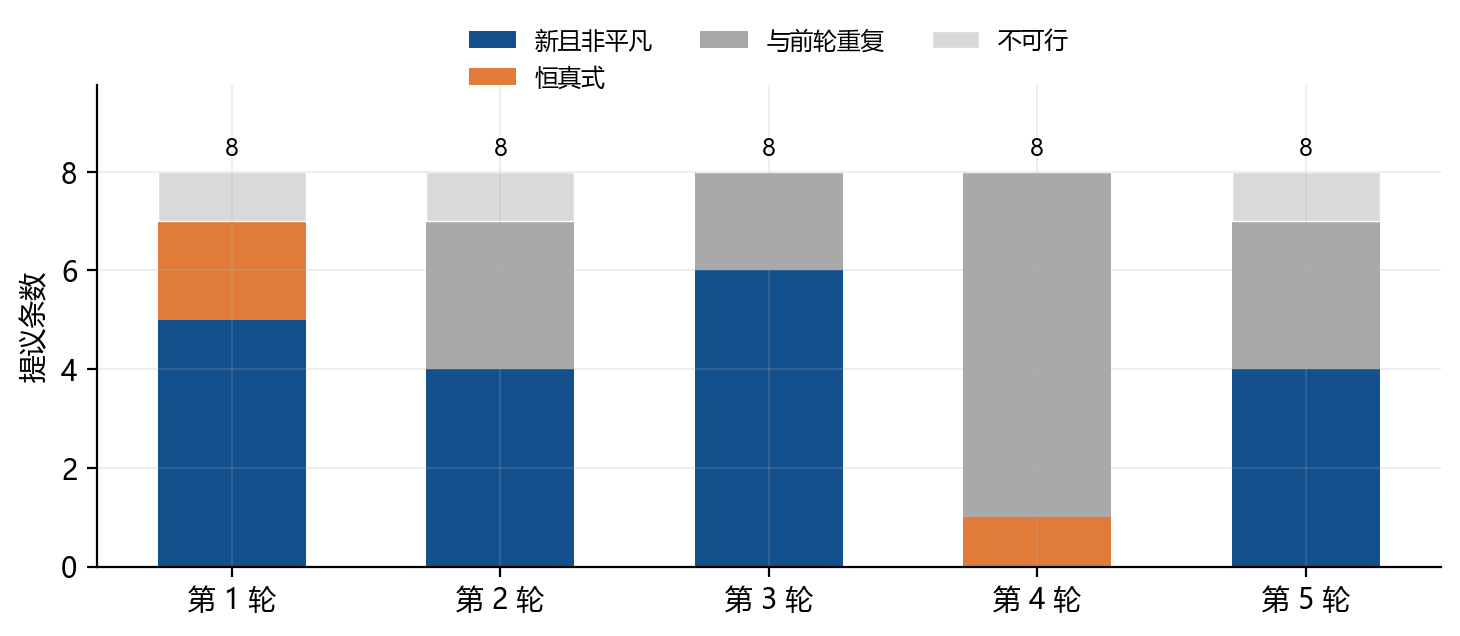 新且非平凡 与前轮重复 不可行
恒真式
8 8 8 8 8
提议条数
8
6
4
2
0
第 1 轮 第 2 轮 第 3 轮 第 4 轮 第 5 轮